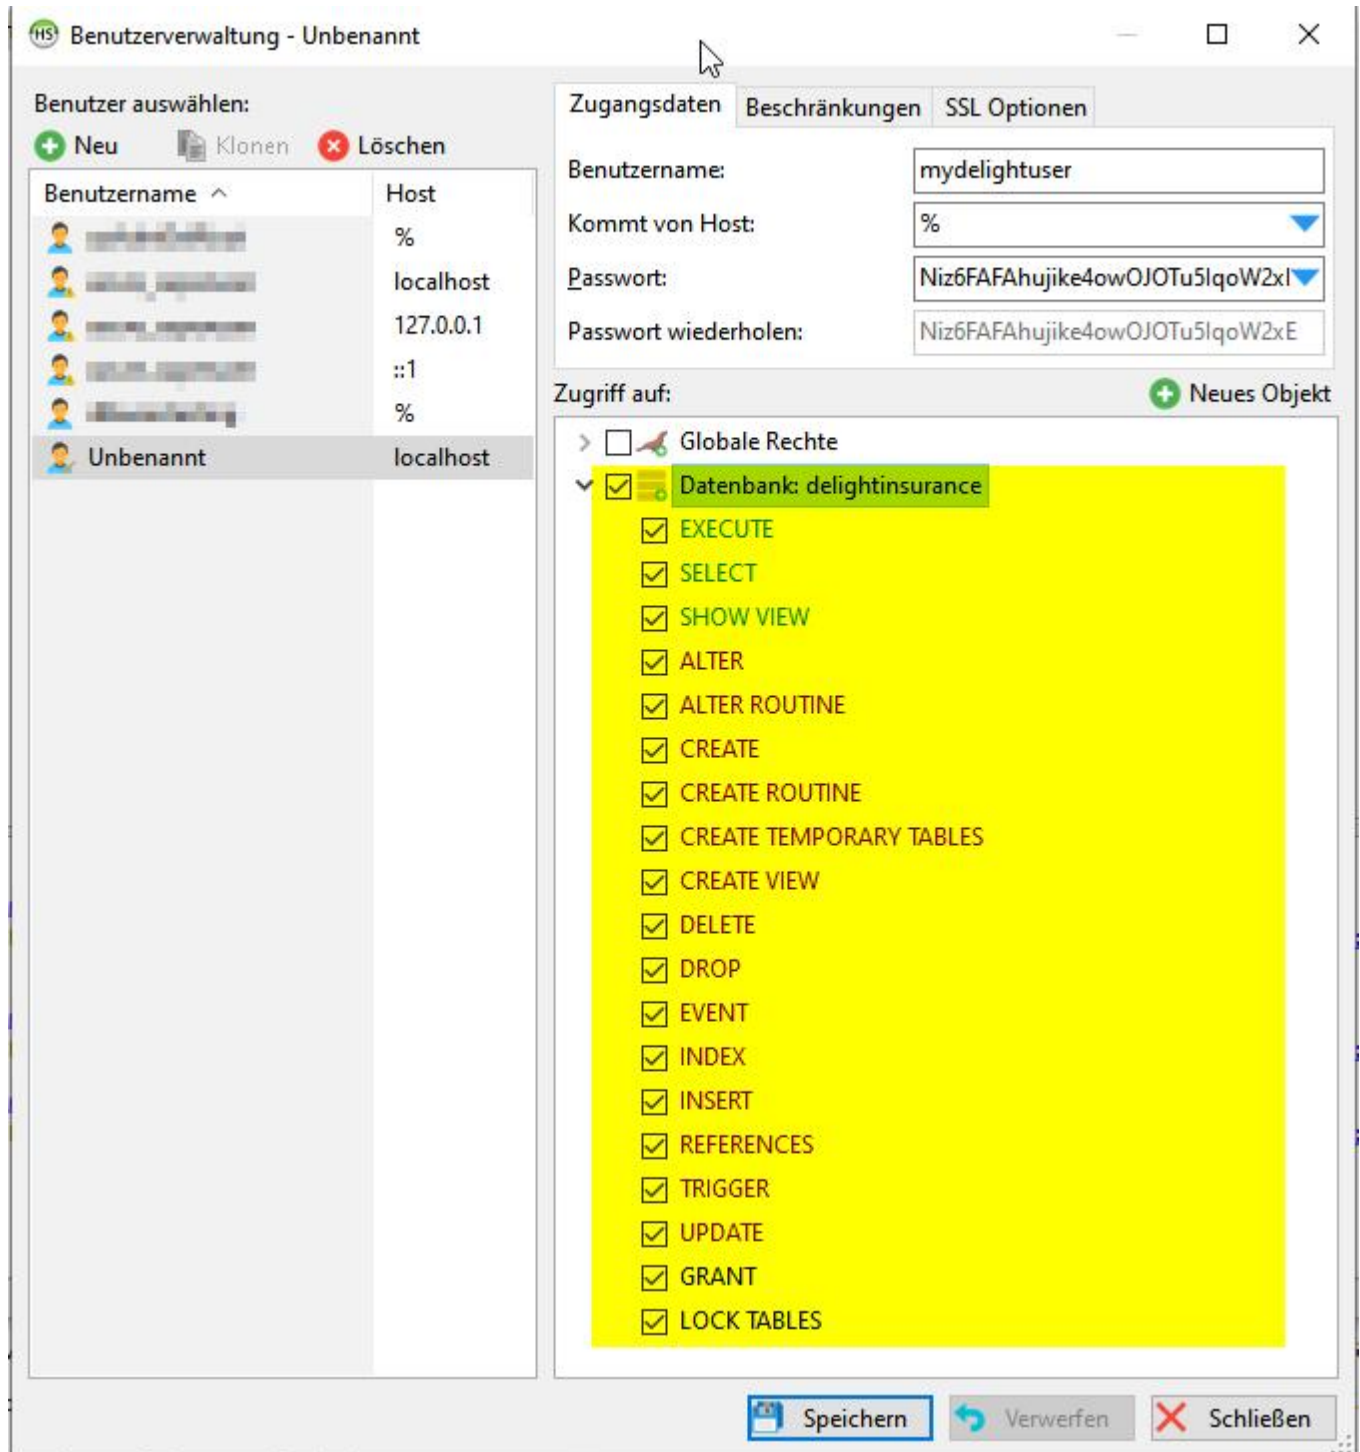 HS Benutzerverwaltung - Unbenannt
Benutzer auswählen:
Neu Klonen Löschen
Benutzername Host
%
localhost
127.0.0.1
::1
%
Unbenannt localhost
Zugangsdaten Beschränkungen SSL Optionen
Benutzername: mydelightuser
Kommt von Host: %
Passwort: Niz6FAFAhujike4owOJOTu5IqoW2xI
Passwort wiederholen: Niz6FAFAhujike4owOJOTu5IqoW2xE
Zugriff auf: Neues Objekt
Globale Rechte
Datenbank: delightinsurance
EXECUTE
SELECT
SHOW VIEW
ALTER
ALTER ROUTINE
CREATE
CREATE ROUTINE
CREATE TEMPORARY TABLES
CREATE VIEW
DELETE
DROP
EVENT
INDEX
INSERT
REFERENCES
TRIGGER
UPDATE
GRANT
LOCK TABLES
Speichern Verwerfen Schließen